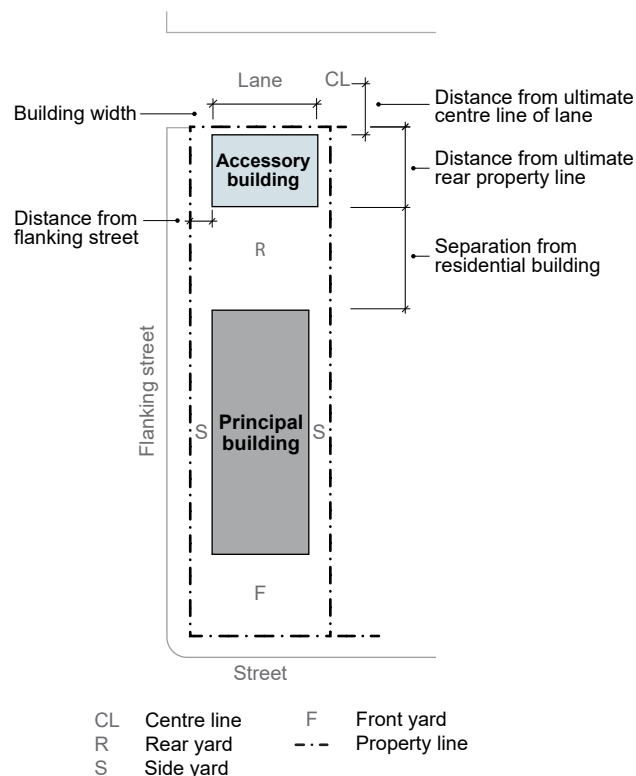 Lane
CL
Building width
Distance from ultimate
centre line of lane
Accessory
building
Distance from ultimate
rear property line
Distance from
flanking street
R
Separation from
residential building
Flanking street
S
Principal
building
S
F
Street
CL Centre line
R Rear yard
S Side yard
F Front yard
Property line